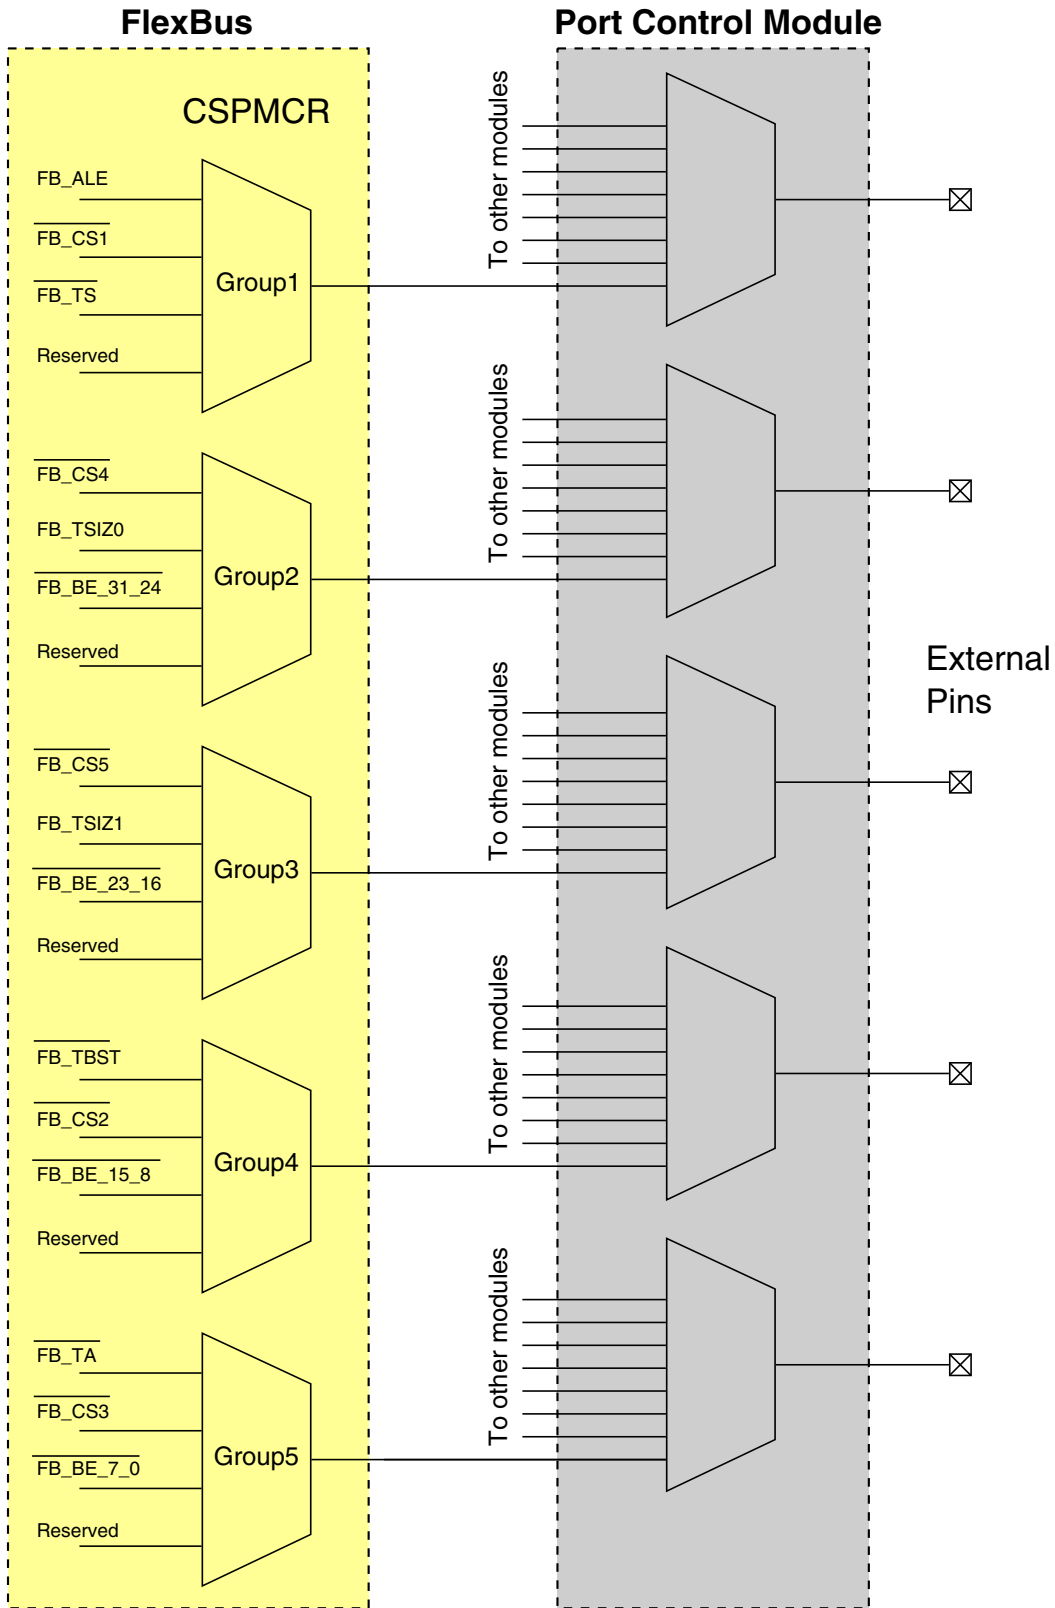 FlexBus
Port Control Module
CSPMCR
FB_ALE
FB_CS1
FB_TS
Reserved
Group1
To other modules
FB_CS4
FB_TSIZ0
FB_BE_31_24
Reserved
Group2
To other modules
External
Pins
FB_CS5
FB_TSIZ1
FB_BE_23_16
Reserved
Group3
To other modules
FB_TBST
FB_CS2
FB_BE_15_8
Reserved
Group4
To other modules
FB_TA
FB_CS3
FB_BE_7_0
Reserved
Group5
To other modules